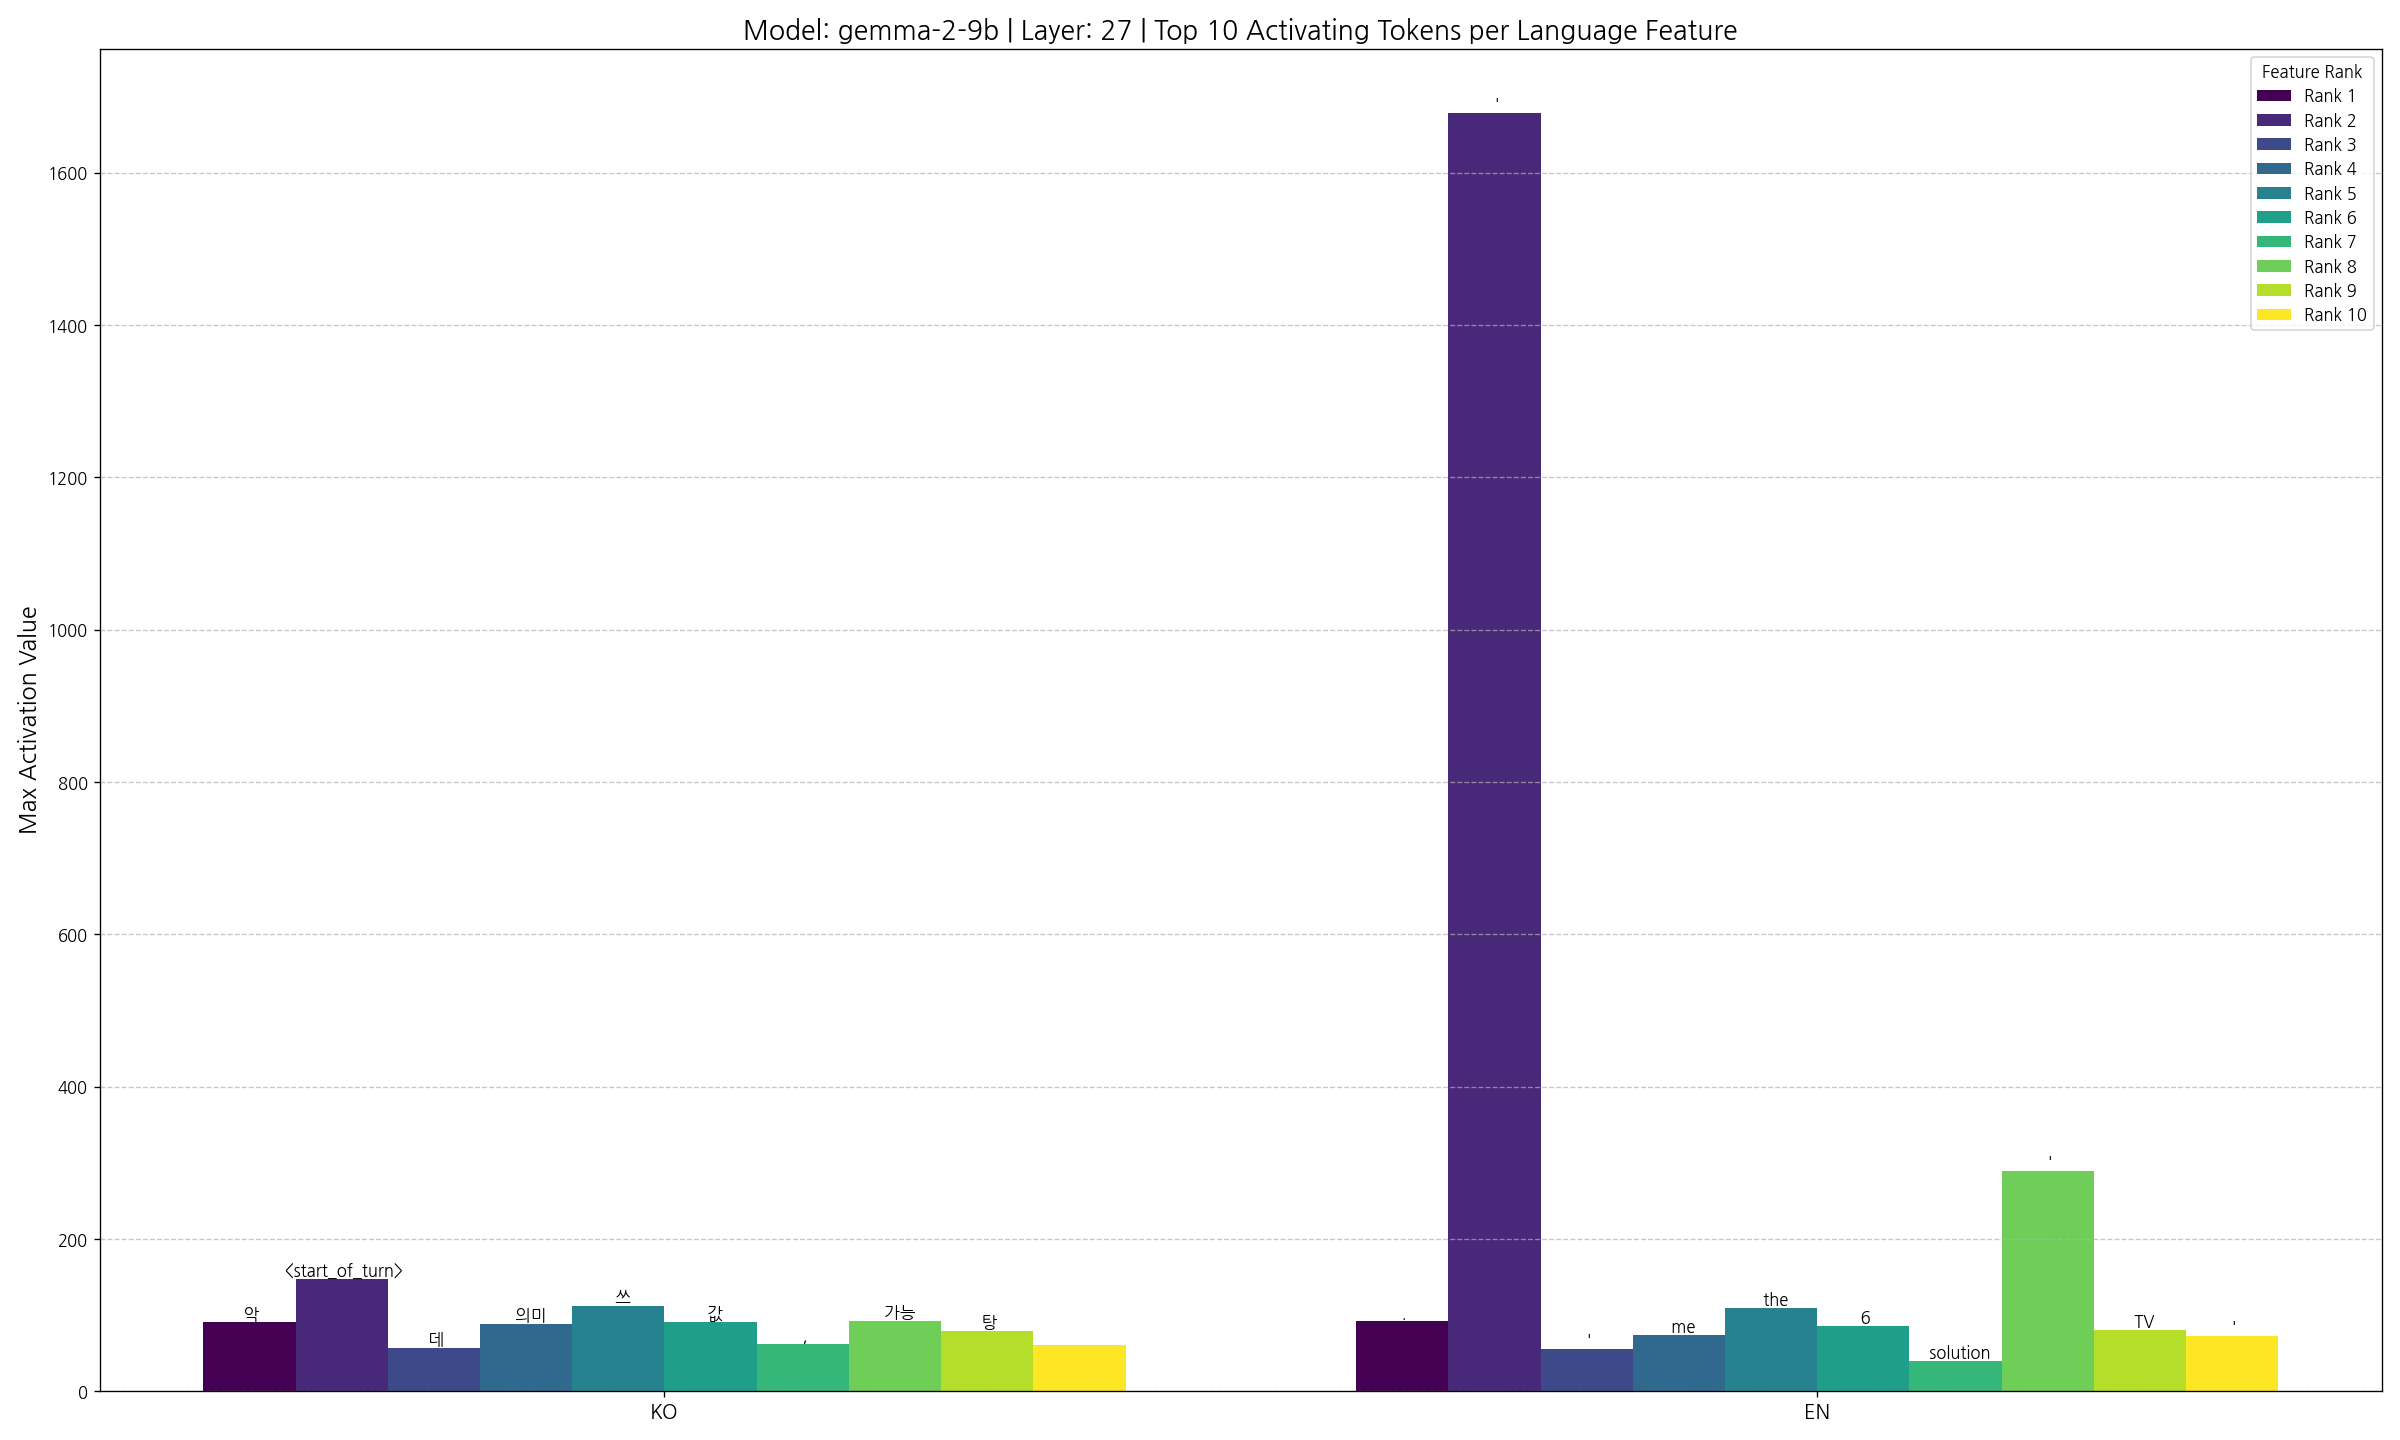 Model: gemma-2-9b | Layer: 27 | Top 10 Activating Tokens per Language Feature
Max Activation Value
1600
1400
1200
1000
800
600
400
200
0
Feature Rank
Rank 1
Rank 2
Rank 3
Rank 4
Rank 5
Rank 6
Rank 7
Rank 8
Rank 9
Rank 10
악
<start_of_turn>
데
의미
쓰
값
,
가능
탕
.
'
'
me
the
6
solution
'
TV
'
KO
EN